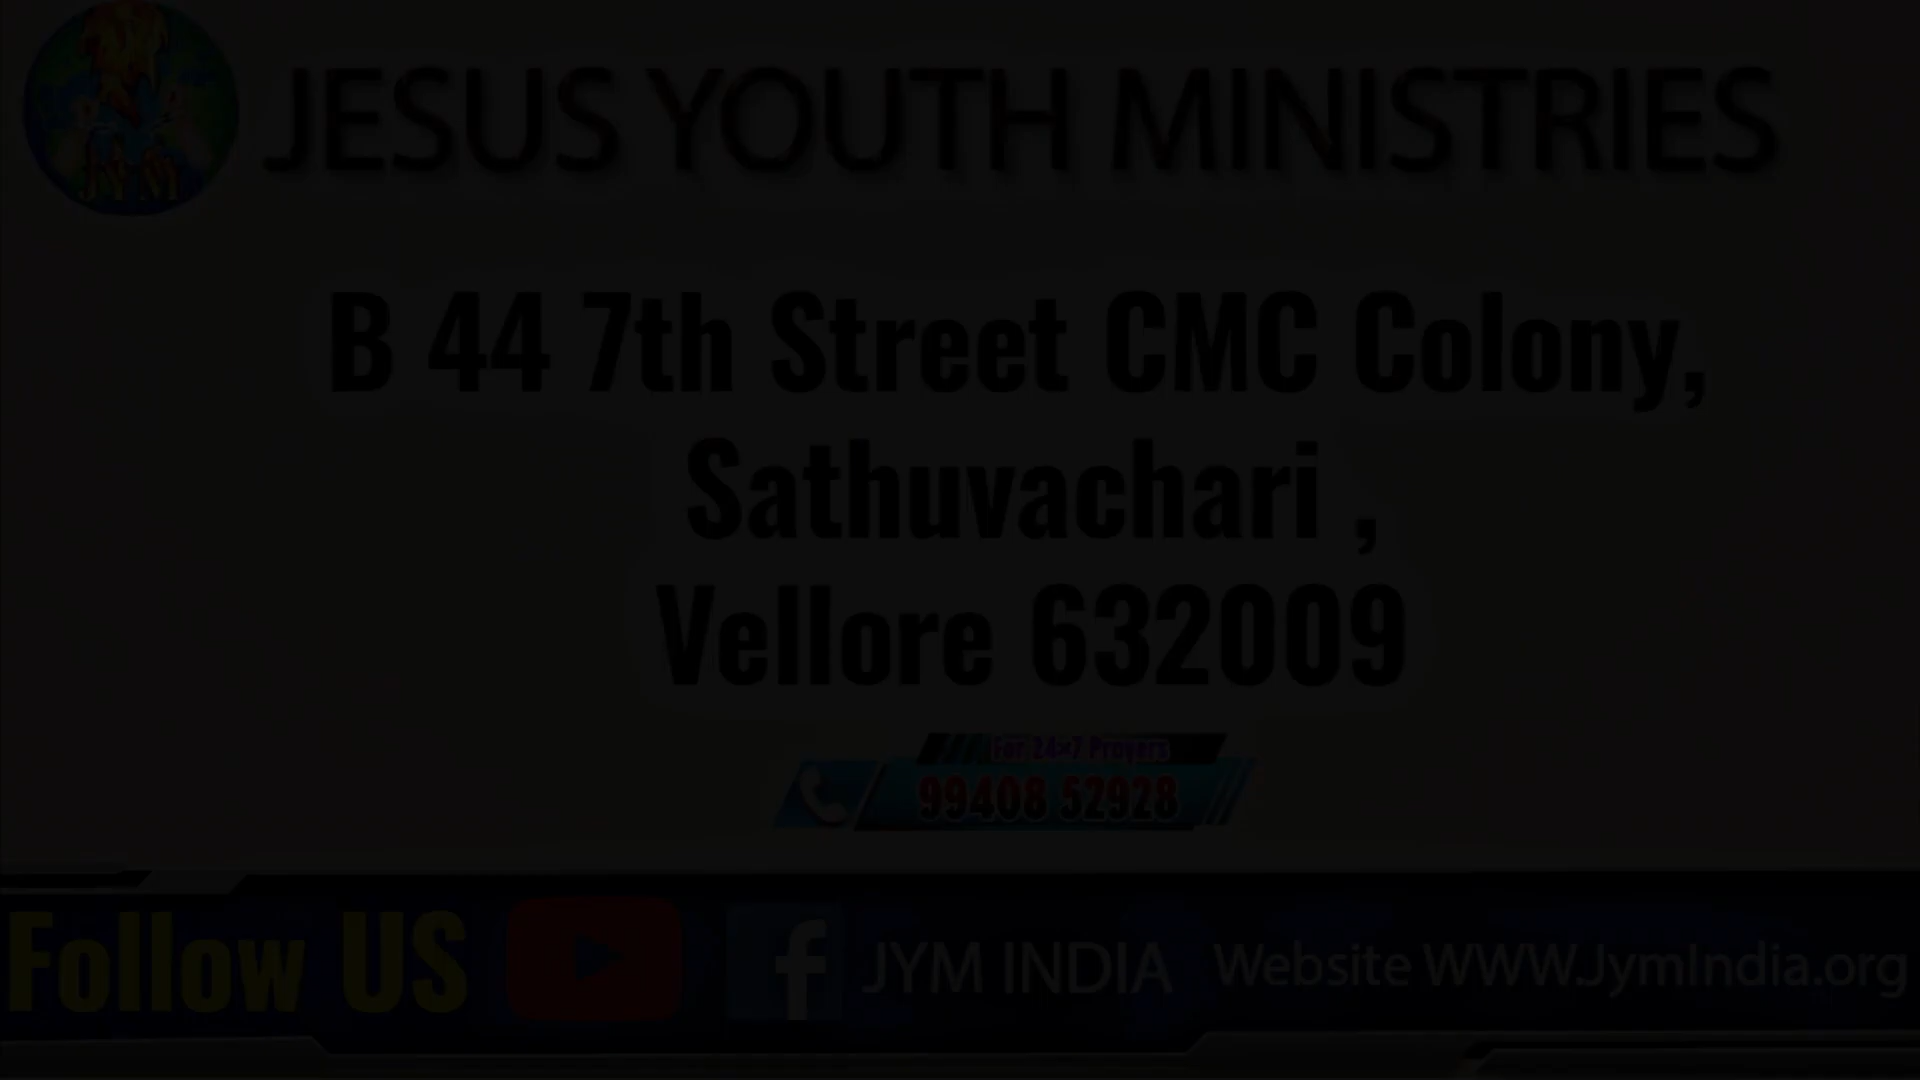 JYM
JESUS YOUTH MINISTRIES
B 44 7th Street CMC Colony,
Sathuvachari ,
Vellore 632009
For 24×7 Prayers
99408 52928
Follow US
f
JYM INDIA
Website WWW.JymIndia.org